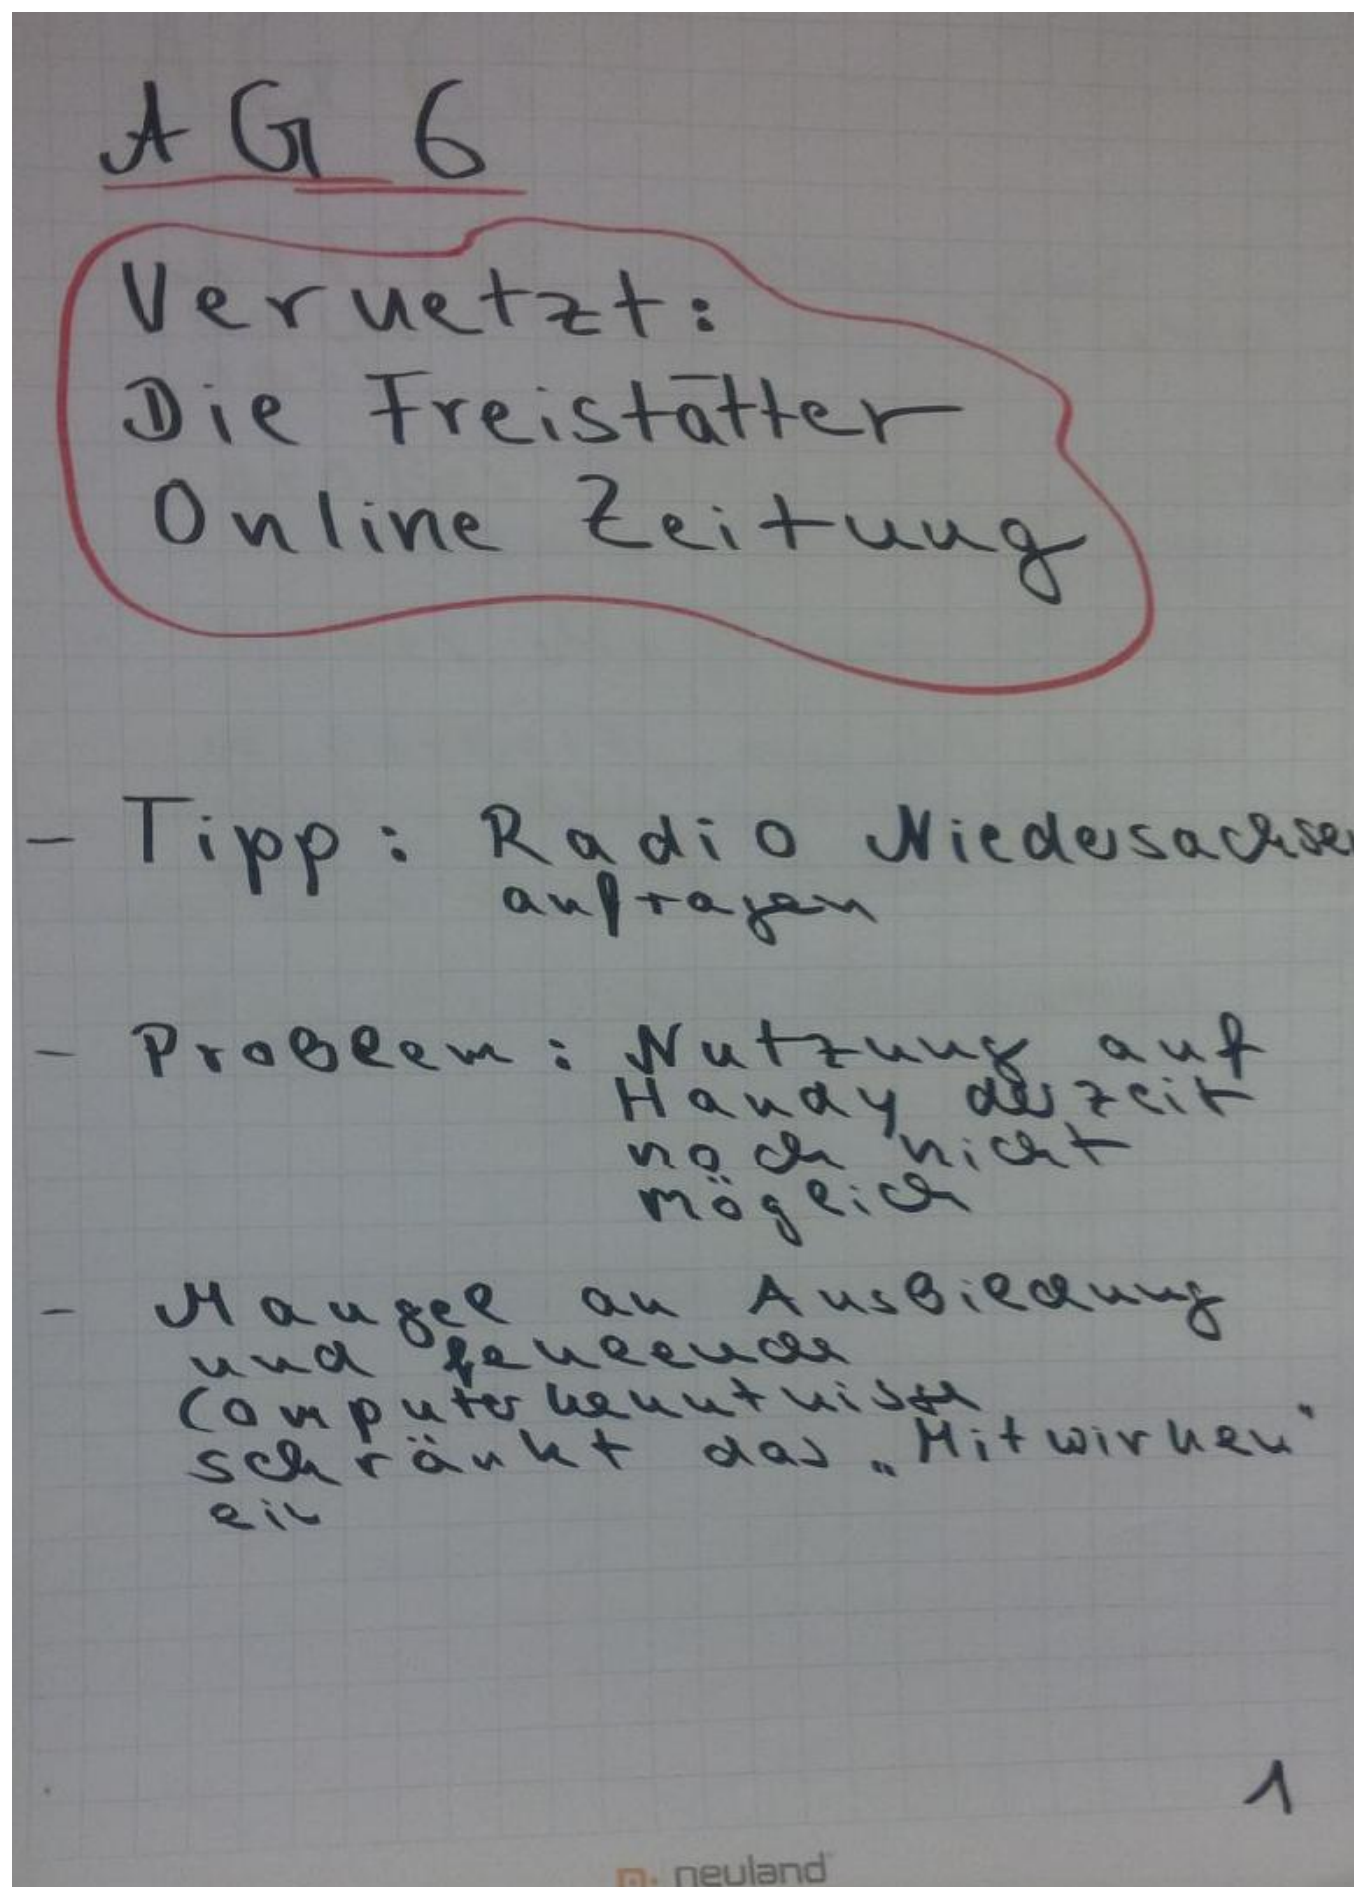 AG 6
Vernetzt:
Die Freistätter
Online Zeitung
- Tipp: Radio Niedersachsen
anfragen
- Problem: Nutzung auf
Handy derzeit
noch nicht
möglich
- Mangel an Ausbildung
und fehlende
Computerkenntnisse
schränkt das „Mitwirken"
ein
1
neuland